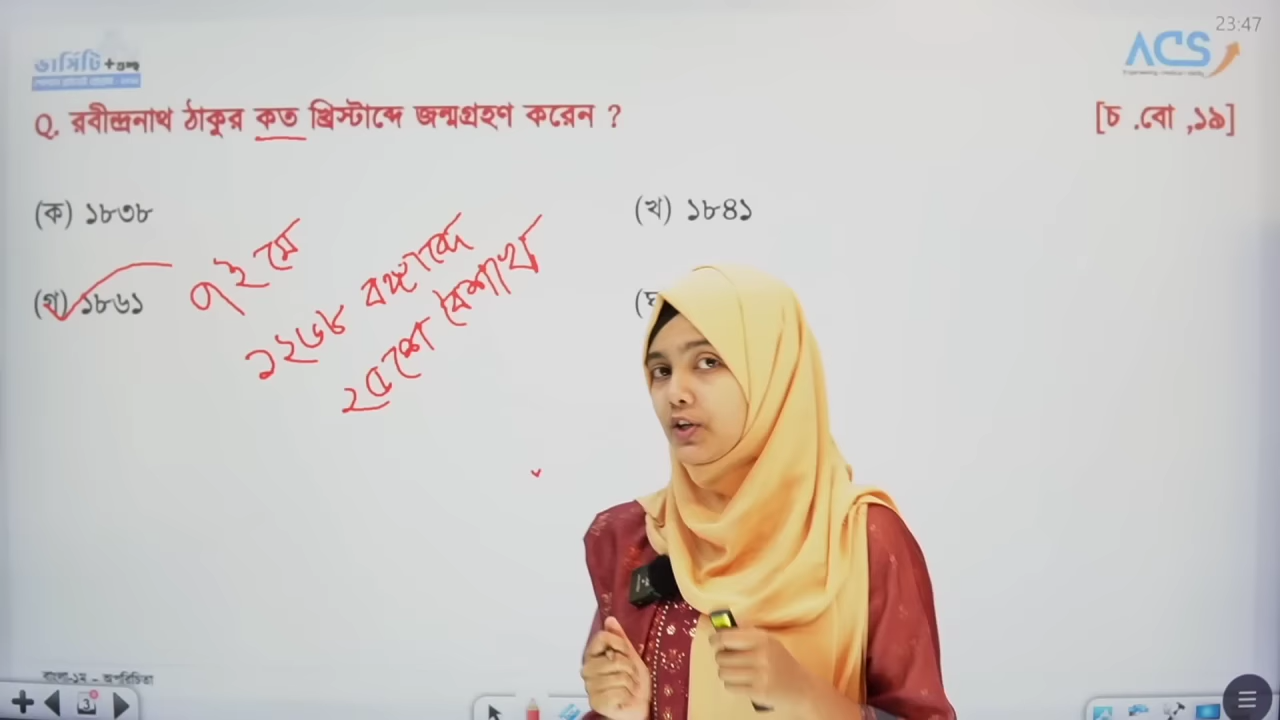 23:47
ভার্সিটি+
ACS
Q. রবীন্দ্রনাথ ঠাকুর কত খ্রিস্টাব্দে জন্মগ্রহণ করেন ? [চ .বো ,১৯]
(ক) ১৮৩৮ (খ) ১৮৪১
(গ) ১৮৬১ (ঘ
৭ই মে
১২৬৮ বঙ্গাব্দে
২৫শে বৈশাখ
বাংলা-১ম – অপরিচিতা
3